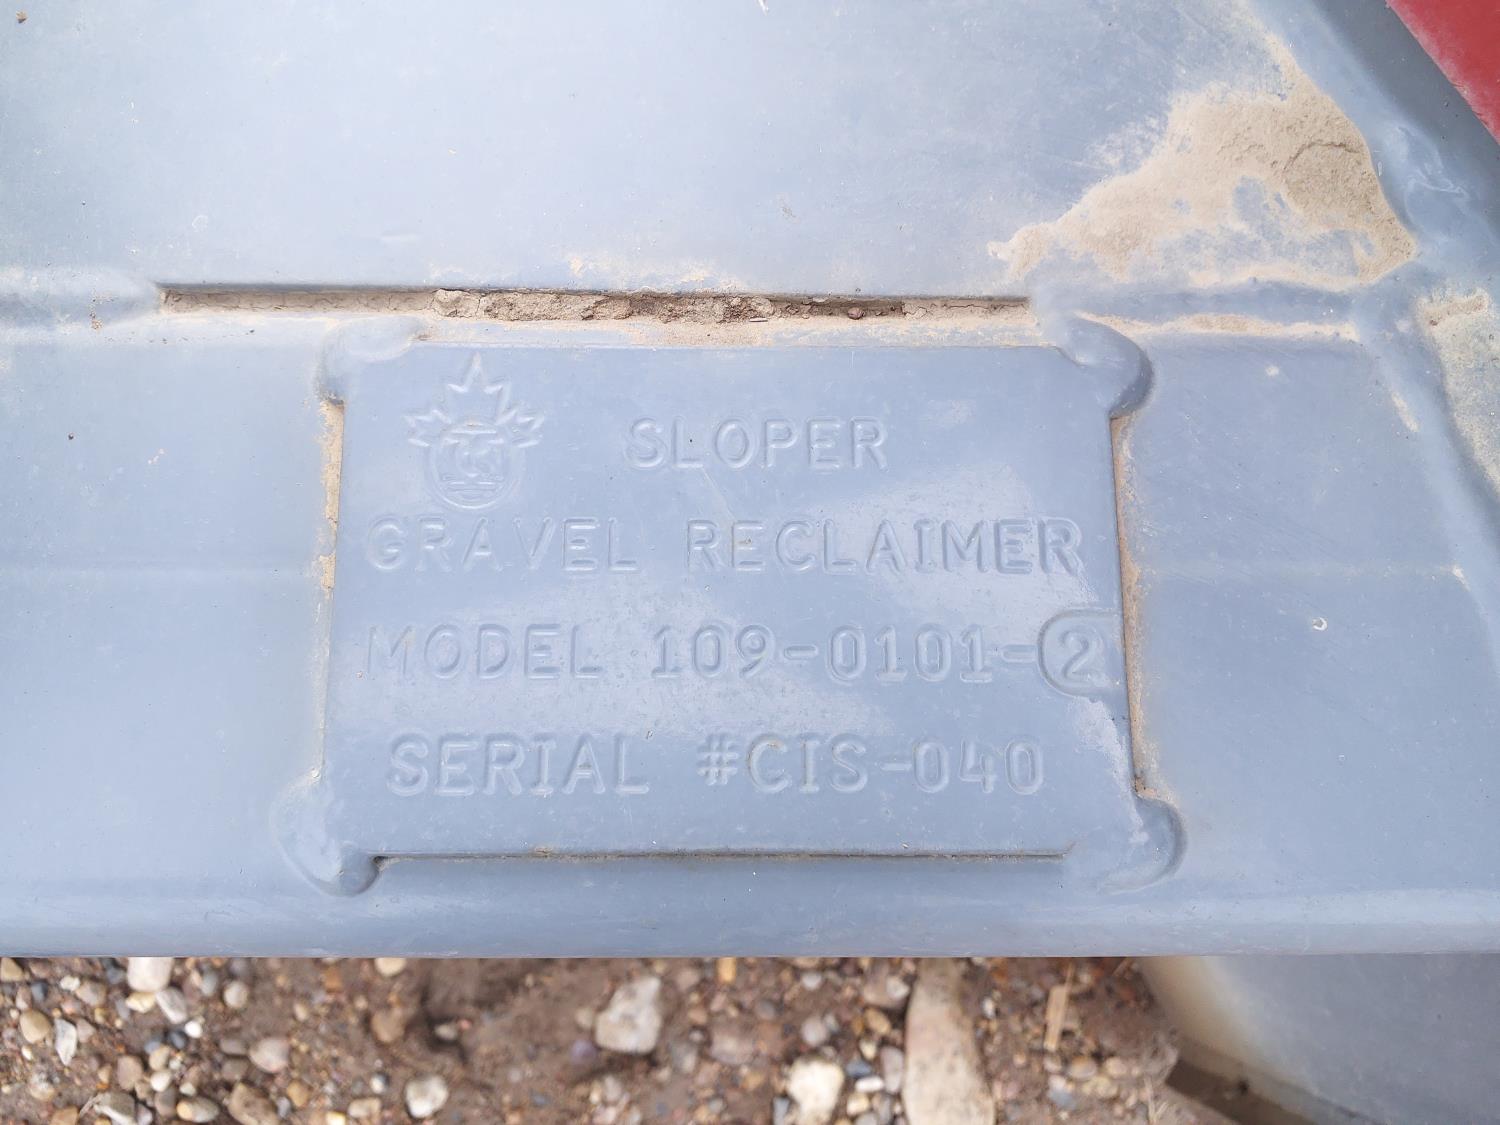 SLOPER
GRAVEL RECLAIMER
MODEL 109-0101-2
SERIAL #CIS-040